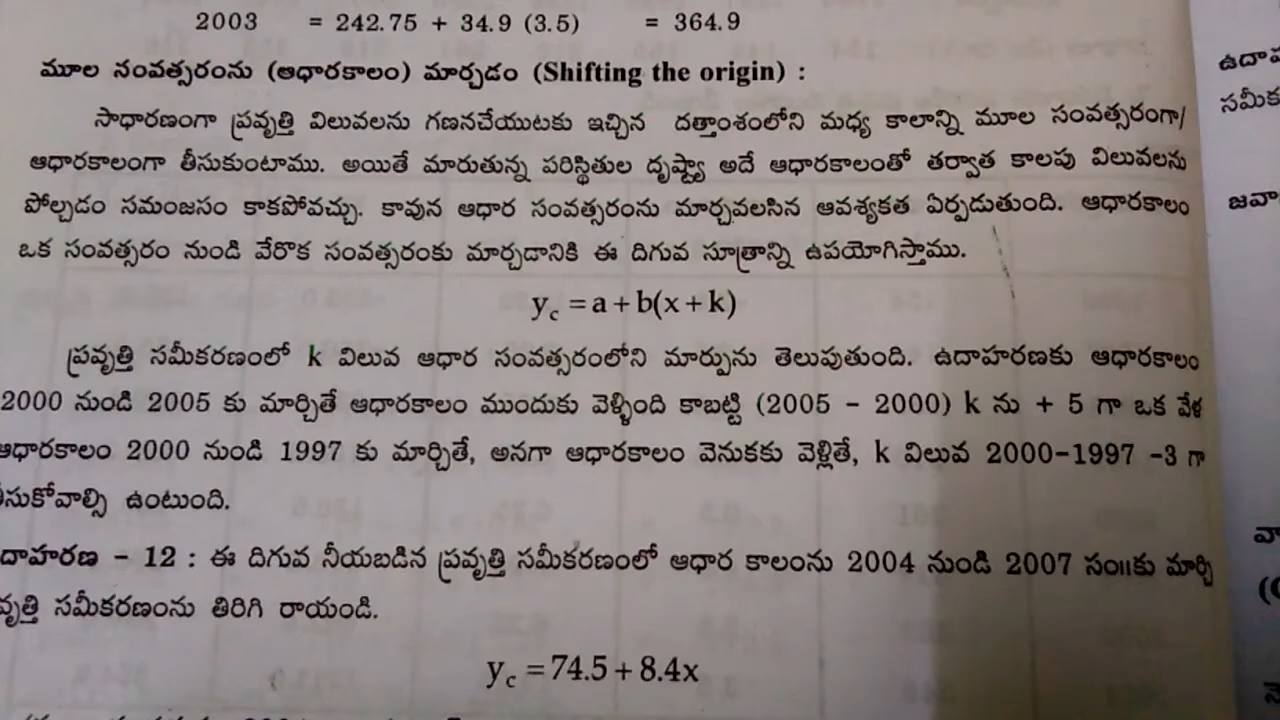 2003 = 242.75 + 34.9 (3.5) = 364.9
మూల సంవత్సరంను (ఆధారకాలం) మార్చడం (Shifting the origin) :
సాధారణంగా ప్రవృత్తి విలువలను గణనచేయుటకు ఇచ్చిన దత్తాంశంలోని మధ్య కాలాన్ని మూల సంవత్సరంగా/
ఆధారకాలంగా తీసుకుంటాము. అయితే మారుతున్న పరిస్థితుల దృష్ట్యా అదే ఆధారకాలంతో తర్వాత కాలపు విలువలను
పోల్చడం సమంజసం కాకపోవచ్చు. కావున ఆధార సంవత్సరంను మార్చవలసిన ఆవశ్యకత ఏర్పడుతుంది. ఆధారకాలం
ఒక సంవత్సరం నుండి వేరొక సంవత్సరంకు మార్చడానికి ఈ దిగువ సూత్రాన్ని ఉపయోగిస్తాము.
y_c = a + b(x + k)
ప్రవృత్తి సమీకరణంలో k విలువ ఆధార సంవత్సరంలోని మార్పును తెలుపుతుంది. ఉదాహరణకు ఆధారకాలం
2000 నుండి 2005 కు మార్చితే ఆధారకాలం ముందుకు వెళ్ళింది కాబట్టి (2005 - 2000) k ను + 5 గా ఒక వేళ
ఆధారకాలం 2000 నుండి 1997 కు మార్చితే, అనగా ఆధారకాలం వెనుకకు వెళ్లితే, k విలువ 2000-1997 -3 గా
సుకోవాల్సి ఉంటుంది.
దాహరణ - 12 : ఈ దిగువ నీయబడిన ప్రవృత్తి సమీకరణంలో ఆధార కాలంను 2004 నుండి 2007 సం॥కు మార్చి
వృత్తి సమీకరణంను తిరిగి రాయండి.
y_c = 74.5 + 8.4x
ఉదా
సమీక
జవా
వా